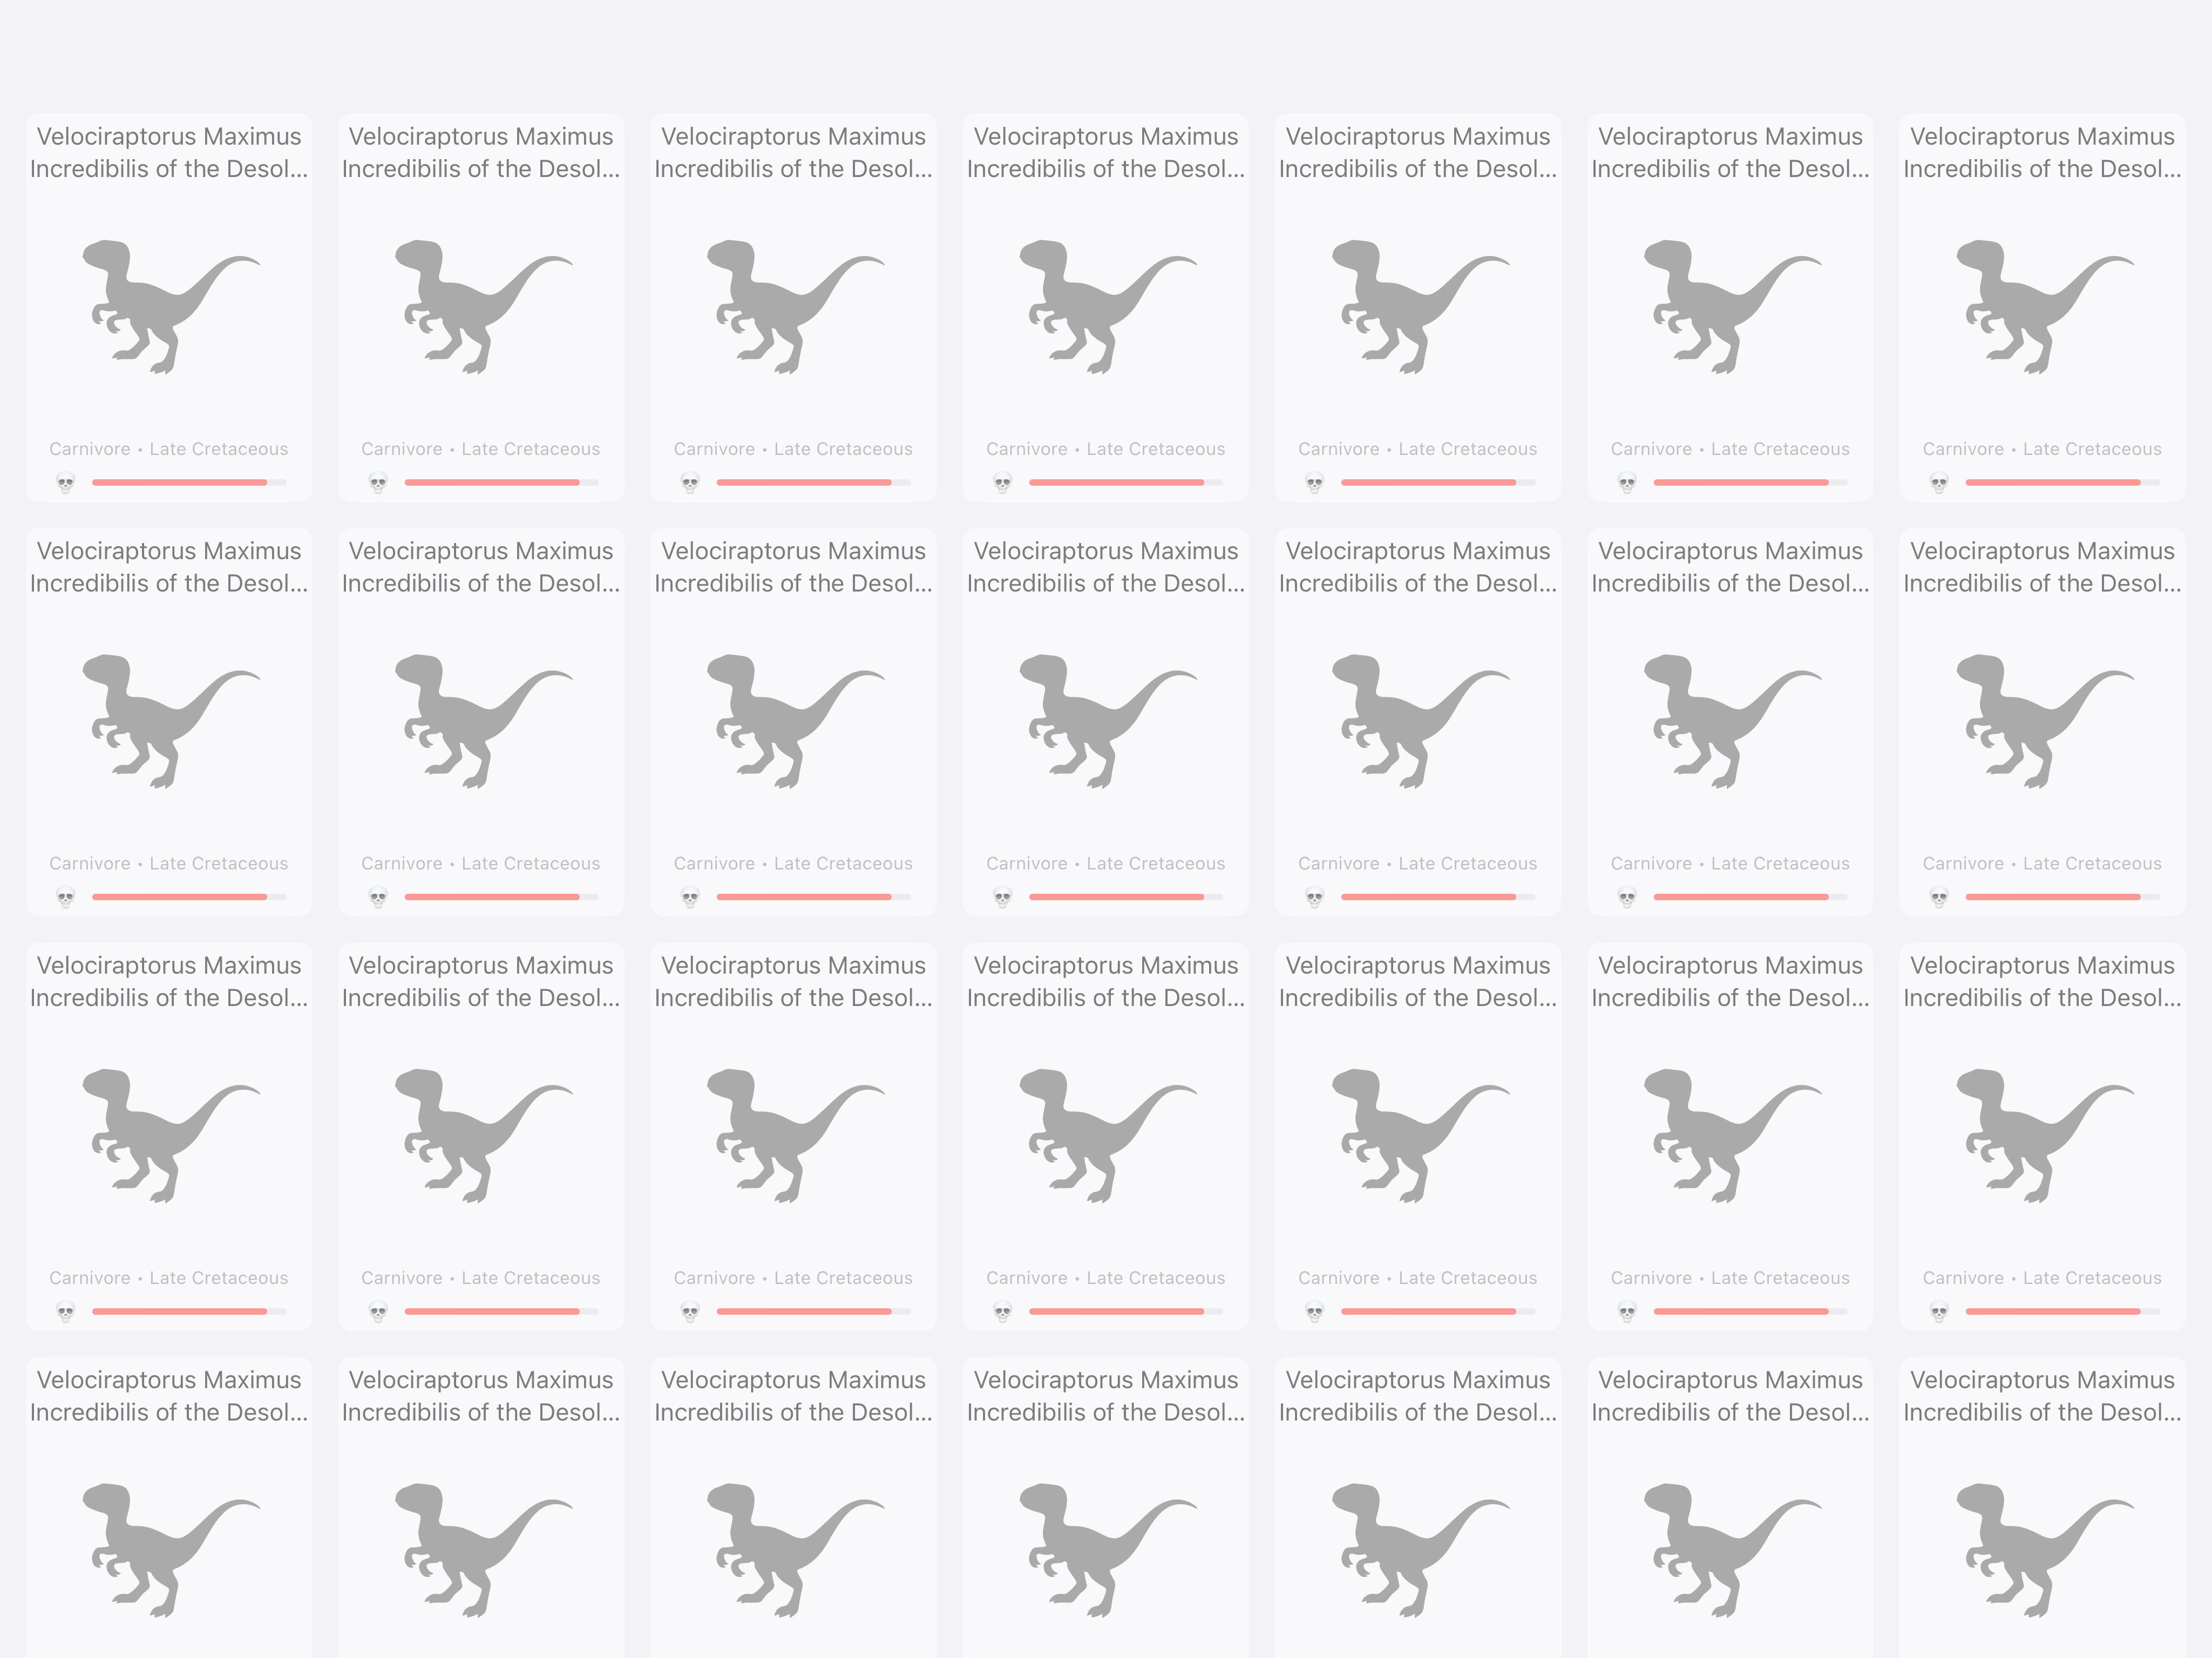 Velociraptorus Maximus Velociraptorus Maximus Velociraptorus Maximus Velociraptorus Maximus Velociraptorus Maximus Velociraptorus Maximus Velociraptorus Maximus
Incredibilis of the Desol... Incredibilis of the Desol... Incredibilis of the Desol... Incredibilis of the Desol... Incredibilis of the Desol... Incredibilis of the Desol... Incredibilis of the Desol...
Carnivore • Late Cretaceous Carnivore • Late Cretaceous Carnivore • Late Cretaceous Carnivore • Late Cretaceous Carnivore • Late Cretaceous Carnivore • Late Cretaceous Carnivore • Late Cretaceous
Velociraptorus Maximus Velociraptorus Maximus Velociraptorus Maximus Velociraptorus Maximus Velociraptorus Maximus Velociraptorus Maximus Velociraptorus Maximus
Incredibilis of the Desol... Incredibilis of the Desol... Incredibilis of the Desol... Incredibilis of the Desol... Incredibilis of the Desol... Incredibilis of the Desol... Incredibilis of the Desol...
Carnivore • Late Cretaceous Carnivore • Late Cretaceous Carnivore • Late Cretaceous Carnivore • Late Cretaceous Carnivore • Late Cretaceous Carnivore • Late Cretaceous Carnivore • Late Cretaceous
Velociraptorus Maximus Velociraptorus Maximus Velociraptorus Maximus Velociraptorus Maximus Velociraptorus Maximus Velociraptorus Maximus Velociraptorus Maximus
Incredibilis of the Desol... Incredibilis of the Desol... Incredibilis of the Desol... Incredibilis of the Desol... Incredibilis of the Desol... Incredibilis of the Desol... Incredibilis of the Desol...
Carnivore • Late Cretaceous Carnivore • Late Cretaceous Carnivore • Late Cretaceous Carnivore • Late Cretaceous Carnivore • Late Cretaceous Carnivore • Late Cretaceous Carnivore • Late Cretaceous
Velociraptorus Maximus Velociraptorus Maximus Velociraptorus Maximus Velociraptorus Maximus Velociraptorus Maximus Velociraptorus Maximus Velociraptorus Maximus
Incredibilis of the Desol... Incredibilis of the Desol... Incredibilis of the Desol... Incredibilis of the Desol... Incredibilis of the Desol... Incredibilis of the Desol... Incredibilis of the Desol...